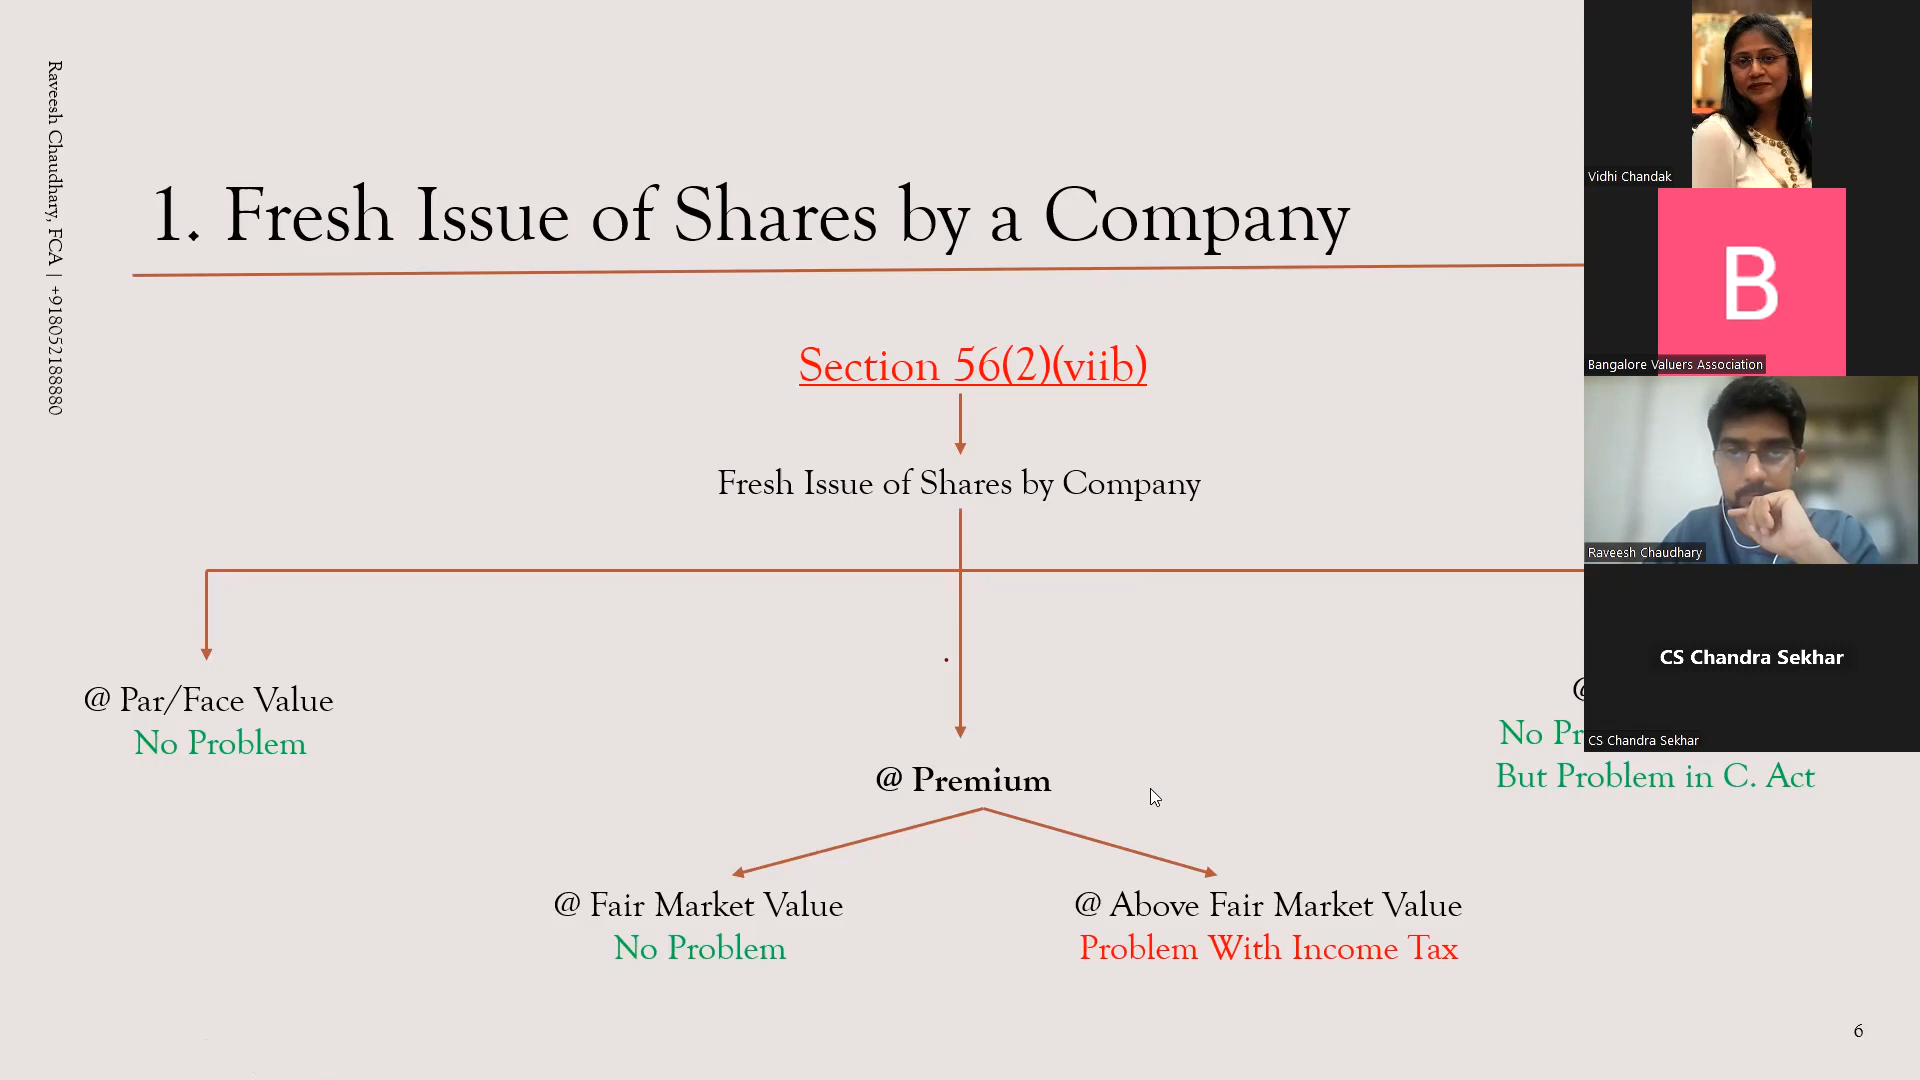 Raveesh Chaudhary, FCA | +918052188880
1. Fresh Issue of Shares by a Company
Section 56(2)(viib)
Fresh Issue of Shares by Company
@ Par/Face Value
No Problem
@ Premium
@ Fair Market Value
No Problem
@ Above Fair Market Value
Problem With Income Tax
@
No Pr
But Problem in C. Act
6
Vidhi Chandak
B
Bangalore Valuers Association
Raveesh Chaudhary
CS Chandra Sekhar
CS Chandra Sekhar